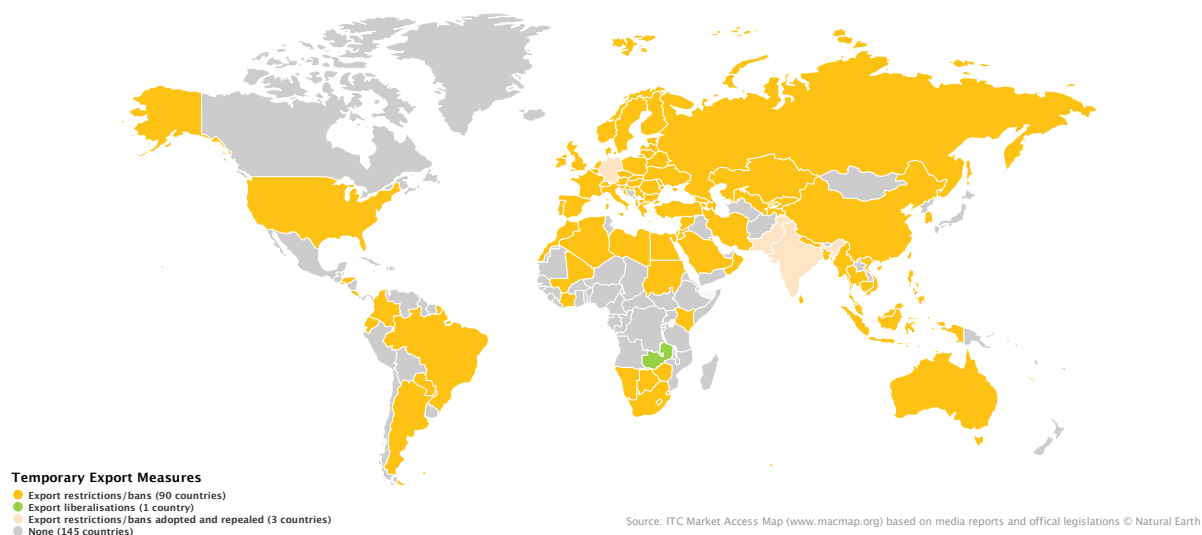 Temporary Export Measures
Export restrictions/bans (90 countries)
Export liberalisations (1 country)
Export restrictions/bans adopted and repealed (3 countries)
None (145 countries)
Source: ITC Market Access Map (www.macmap.org) based on media reports and offical legislations © Natural Earth